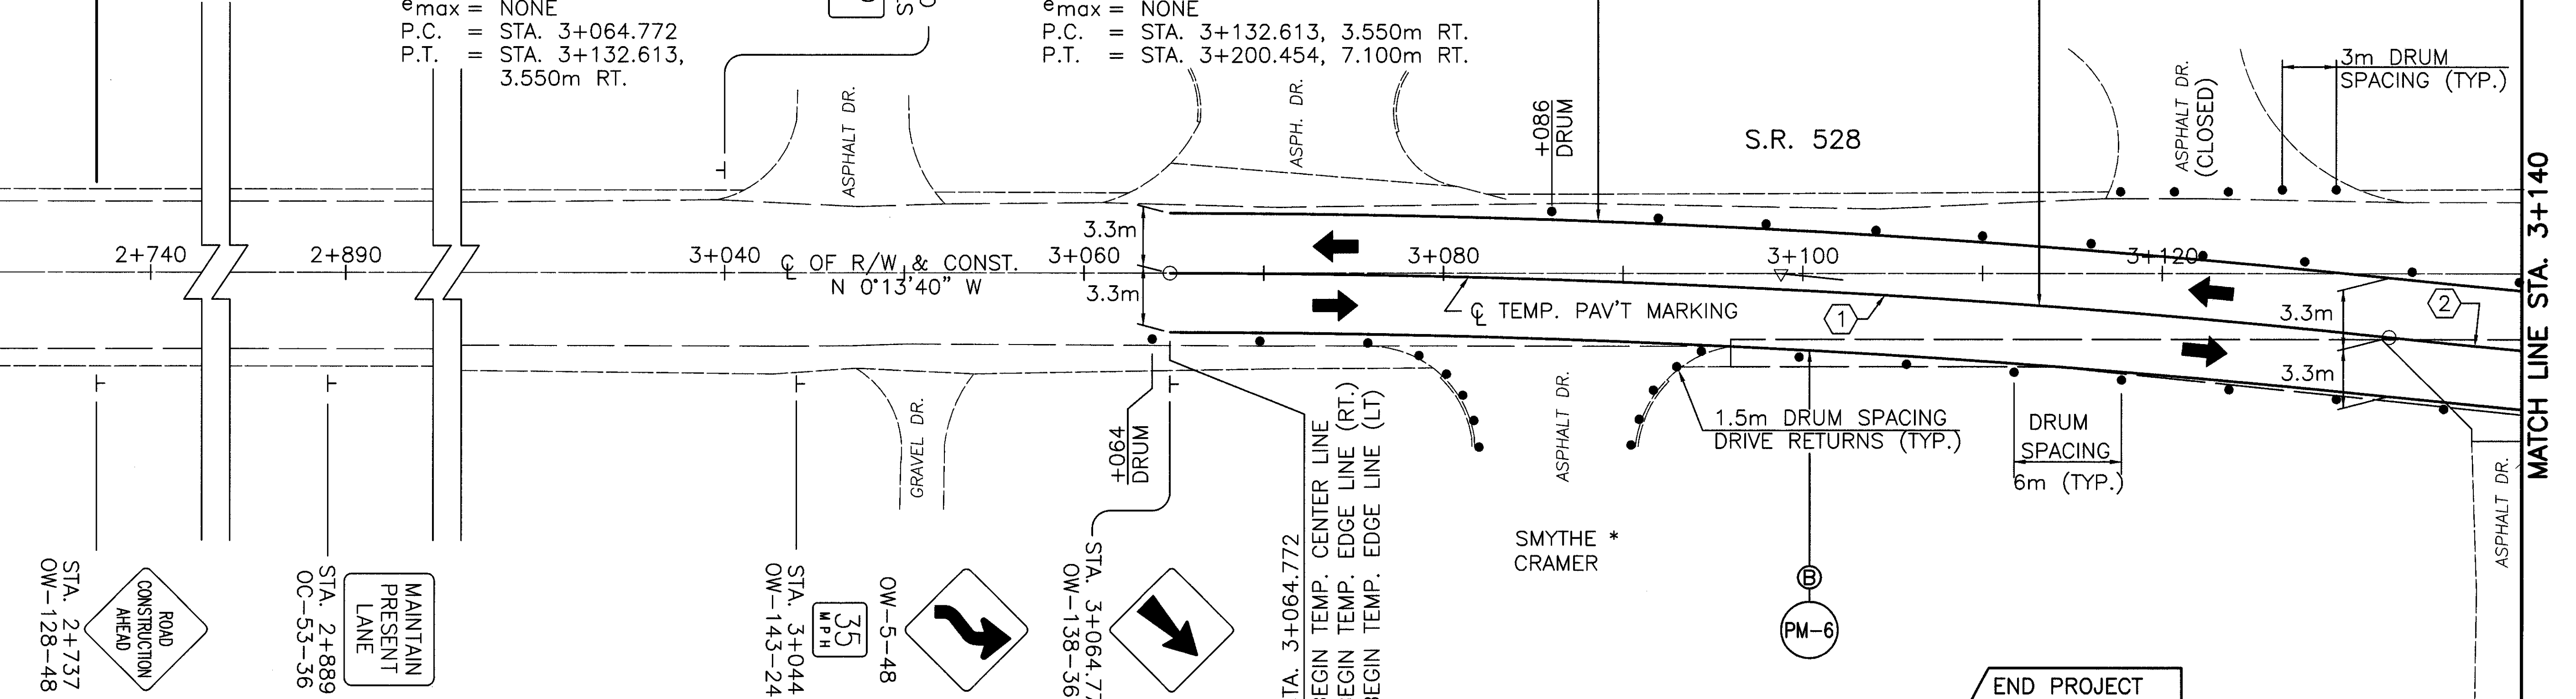 emax = NONE
P.C. = STA. 3+064.772
P.T. = STA. 3+132.613,
3.550m RT.
emax = NONE
P.C. = STA. 3+132.613, 3.550m RT.
P.T. = STA. 3+200.454, 7.100m RT.
3m DRUM
SPACING (TYP.)
ASPHALT DR.
ASPH. DR.
+086
DRUM
S.R. 528
ASPHALT DR.
(CLOSED)
MATCH LINE STA. 3+140
2+740
2+890
3+040
℄ OF R/W & CONST.
N 0°13'40" W
3+060
3.3m
3.3m
3+080
3+100
3+120
℄ TEMP. PAV'T MARKING
1
2
3.3m
3.3m
GRAVEL DR.
+064
DRUM
ASPHALT DR.
1.5m DRUM SPACING
DRIVE RETURNS (TYP.)
DRUM
SPACING
6m (TYP.)
ASPHALT DR.
SMYTHE *
CRAMER
B
PM-6
STA. 2+737
OW-128-48
ROAD
CONSTRUCTION
AHEAD
STA. 2+889
OC-53-36
MAINTAIN
PRESENT
LANE
STA. 3+044
OW-143-24
35
MPH
OW-5-48
STA. 3+064.77
OW-138-36
TA. 3+064.772
BEGIN TEMP. CENTER LINE
BEGIN TEMP. EDGE LINE (RT.)
BEGIN TEMP. EDGE LINE (LT)
END PROJECT